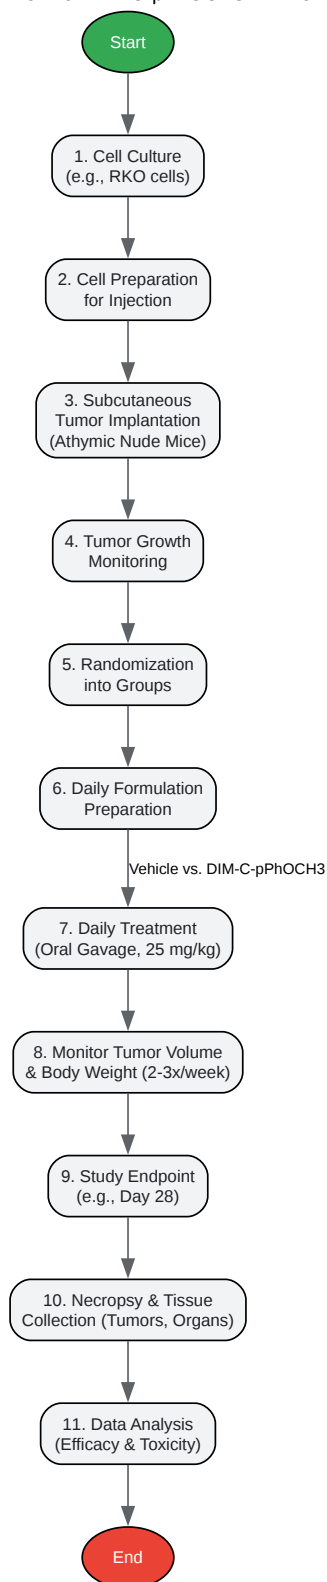 Start
1. Cell Culture
(e.g., RKO cells)
2. Cell Preparation
for Injection
3. Subcutaneous
Tumor Implantation
(Athymic Nude Mice)
4. Tumor Growth
Monitoring
5. Randomization
into Groups
6. Daily Formulation
Preparation
Vehicle vs. DIM-C-pPhOCH3
7. Daily Treatment
(Oral Gavage, 25 mg/kg)
8. Monitor Tumor Volume
& Body Weight (2-3x/week)
9. Study Endpoint
(e.g., Day 28)
10. Necropsy & Tissue
Collection (Tumors, Organs)
11. Data Analysis
(Efficacy & Toxicity)
End